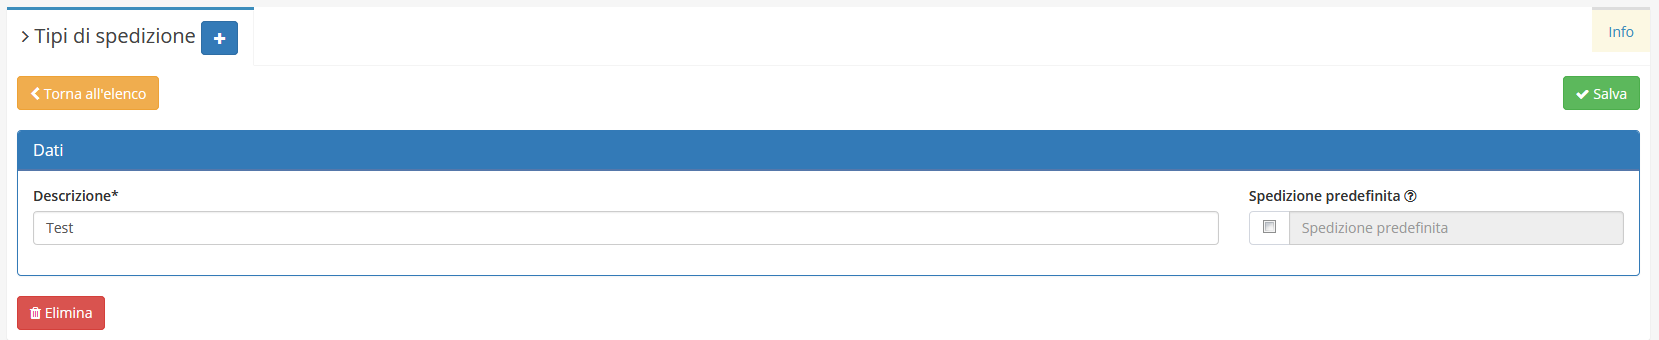 Tipi di spedizione
Info
Torna all'elenco
Salva
Dati
Descrizione*
Spedizione predefinita
Test
Spedizione predefinita
Elimina